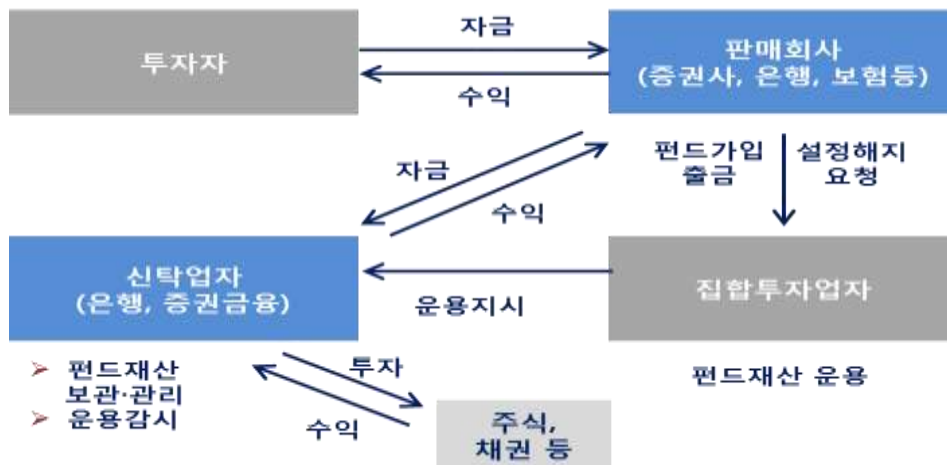 자금
투자자
판매회사
(증권사, 은행, 보험등)
수익
자금
펀드가입
출금
설정해지
요청
수익
신탁업자
(은행, 증권금융)
운용지시
집합투자업자
➢ 펀드재산
보관·관리
➢ 운용감시
투자
수익
펀드재산 운용
주식,
채권 등